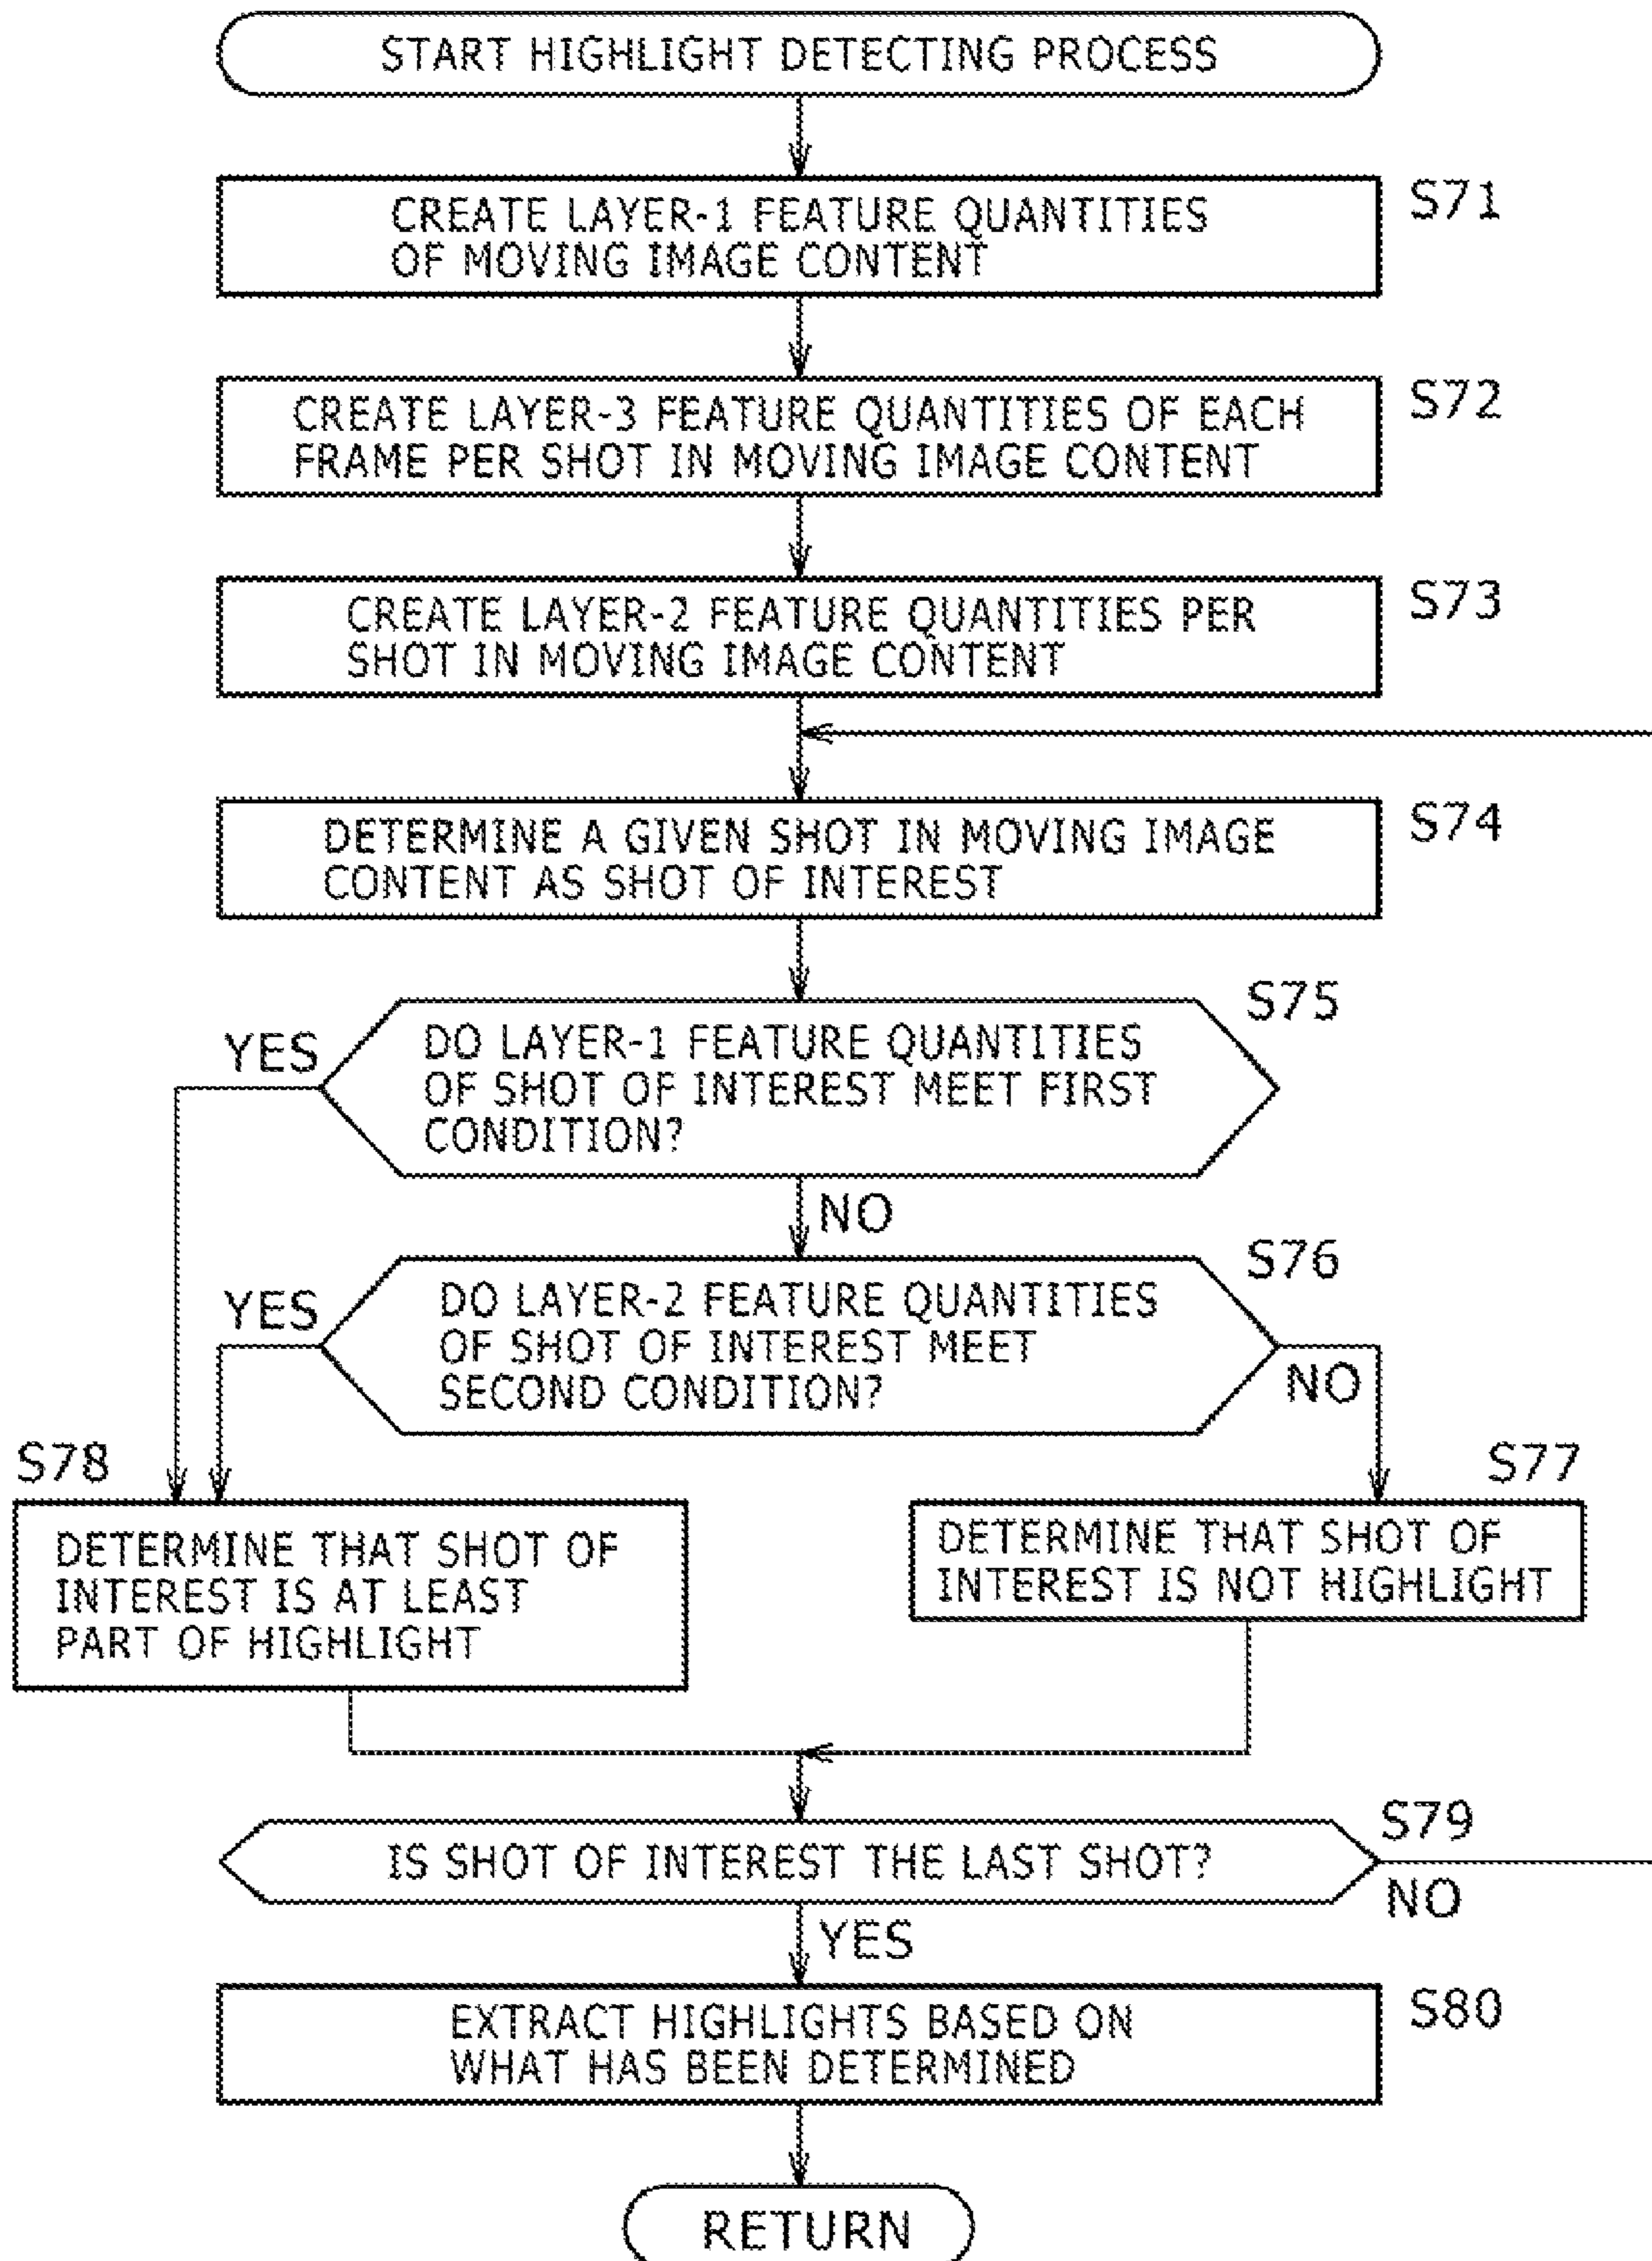 START HIGHLIGHT DETECTING PROCESS
CREATE LAYER-1 FEATURE QUANTITIES
OF MOVING IMAGE CONTENT
S71
CREATE LAYER-3 FEATURE QUANTITIES OF EACH
FRAME PER SHOT IN MOVING IMAGE CONTENT
S72
CREATE LAYER-2 FEATURE QUANTITIES PER
SHOT IN MOVING IMAGE CONTENT
S73
DETERMINE A GIVEN SHOT IN MOVING IMAGE
CONTENT AS SHOT OF INTEREST
S74
S75
YES
DO LAYER-1 FEATURE QUANTITIES
OF SHOT OF INTEREST MEET FIRST
CONDITION?
NO
S76
YES
DO LAYER-2 FEATURE QUANTITIES
OF SHOT OF INTEREST MEET
SECOND CONDITION?
NO
S78
DETERMINE THAT SHOT OF
INTEREST IS AT LEAST
PART OF HIGHLIGHT
S77
DETERMINE THAT SHOT OF
INTEREST IS NOT HIGHLIGHT
IS SHOT OF INTEREST THE LAST SHOT?
S79
NO
YES
EXTRACT HIGHLIGHTS BASED ON
WHAT HAS BEEN DETERMINED
S80
RETURN